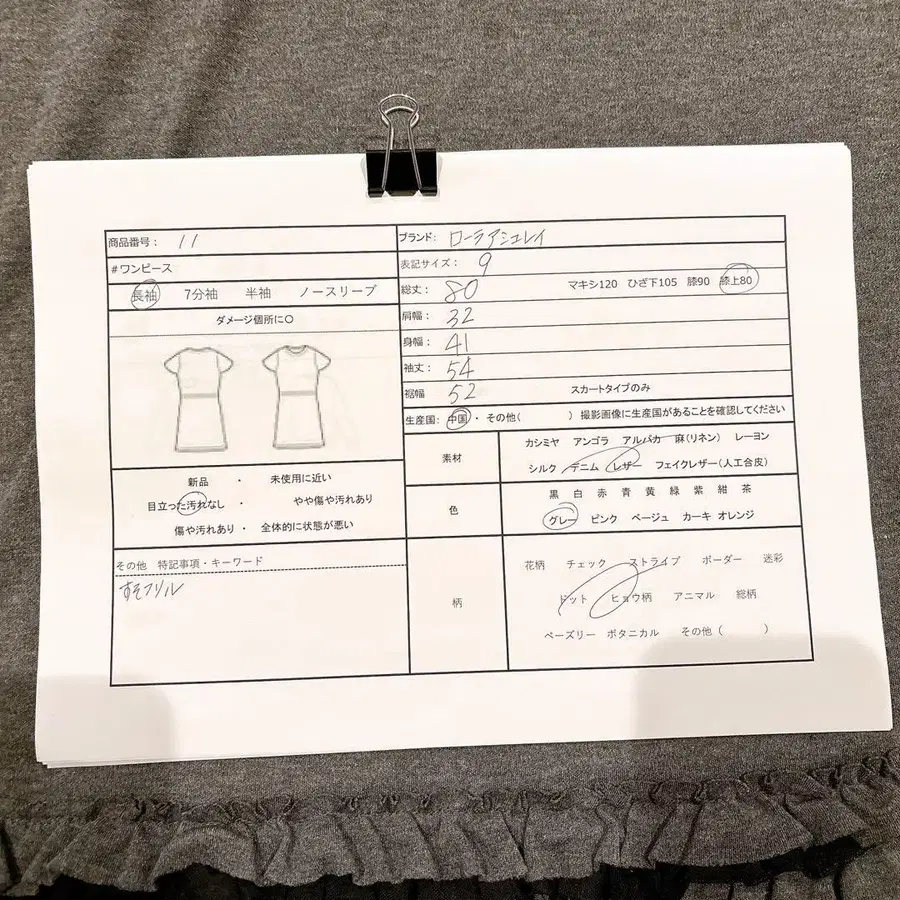 商品番号： 11
#ワンピース
長袖 7分袖 半袖 ノースリーブ
ダメージ個所に〇
新品 ・ 未使用に近い
目立った汚れなし ・ やや傷や汚れあり
傷や汚れあり ・ 全体的に状態が悪い
その他 特記事項・キーワード
すそフリル
ブランド： ローラアシュレイ
表記サイズ： 9
総丈： 80 マキシ120 ひざ下105 膝90 膝上80
肩幅： 32
身幅： 41
袖丈： 54
裾幅 52 スカートタイプのみ
生産国： 中国 ・ その他( ) 撮影画像に生産国があることを確認してください
素材
カシミヤ アンゴラ アルパカ 麻(リネン) レーヨン
シルク デニム レザー フェイクレザー(人工合皮)
色
黒 白 赤 青 黄 緑 紫 紺 茶
グレー ピンク ベージュ カーキ オレンジ
柄
花柄 チェック ストライプ ボーダー 迷彩
ドット ヒョウ柄 アニマル 総柄
ペーズリー ボタニカル その他( )